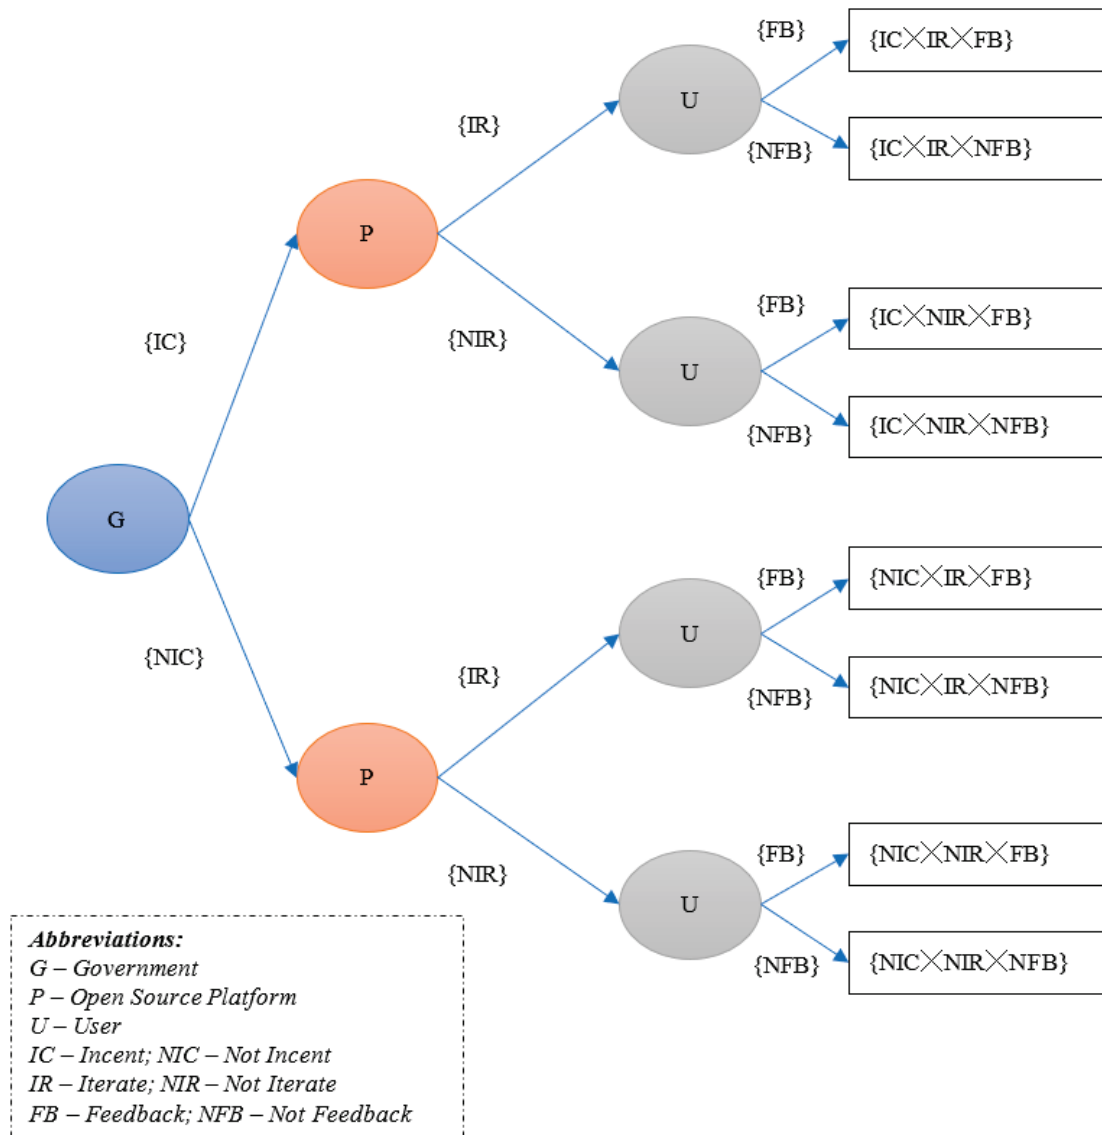 {FB}
{IC×IR×FB}
U
{IR}
{NFB}
{IC×IR×NFB}
P
{FB}
{IC×NIR×FB}
{IC}
{NIR}
U
{NFB}
{IC×NIR×NFB}
G
{FB}
{NIC×IR×FB}
U
{NIC}
{IR}
{NFB}
{NIC×IR×NFB}
P
{FB}
{NIC×NIR×FB}
{NIR}
U
{NFB}
{NIC×NIR×NFB}
Abbreviations:
G – Government
P – Open Source Platform
U – User
IC – Incent; NIC – Not Incent
IR – Iterate; NIR – Not Iterate
FB – Feedback; NFB – Not Feedback